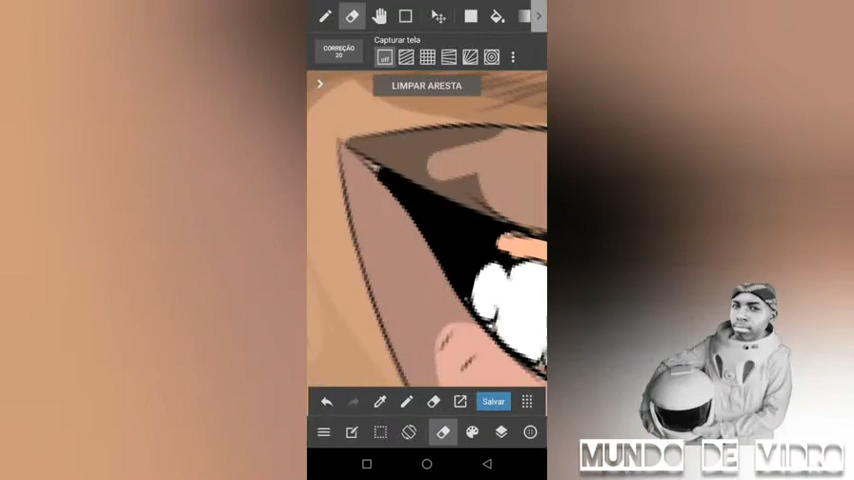 Capturar tela
CORREÇÃO
20
off
LIMPAR ARESTA
Salvar
MUNDO DE VIDRO